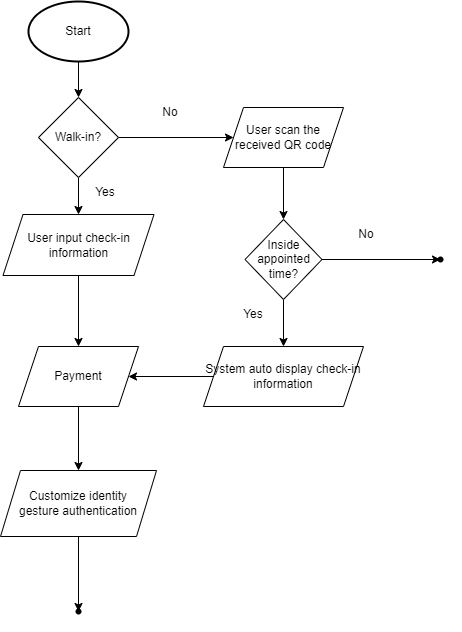 Start
Walk-in?
No
User scan the
received QR code
Yes
User input check-in
information
Inside
appointed
time?
No
Yes
System auto display check-in
information
Payment
Customize identity
gesture authentication